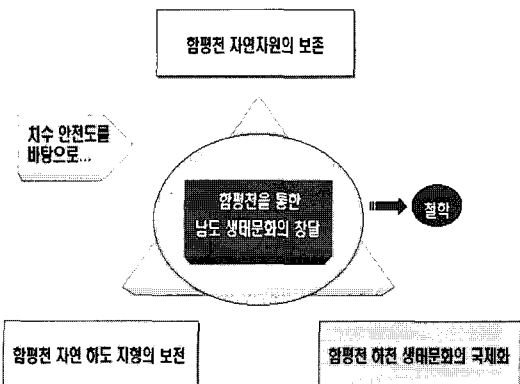 함평천 자연자원의 보존
치수 안전도를
바탕으로...
함평천을 통한
남도 생태문화의 창달
철학
함평천 자연 하도 지형의 보전
함평천 하천 생태문화의 국제화